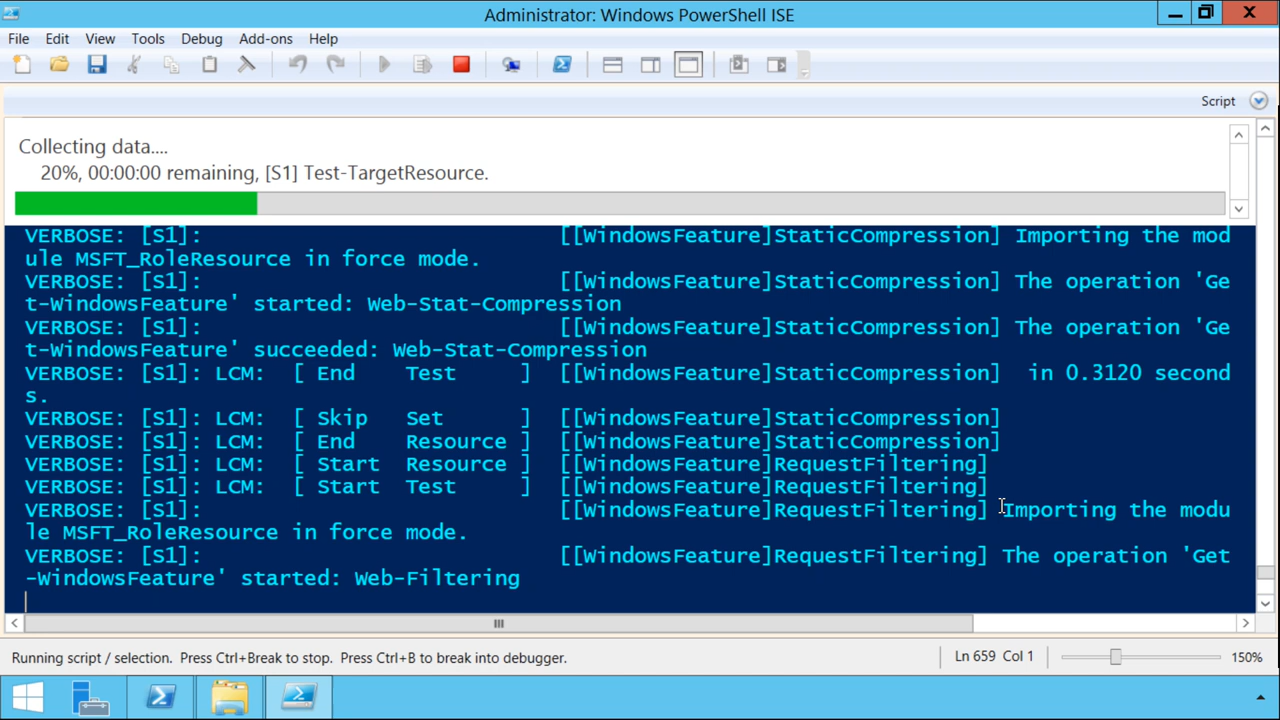 Administrator: Windows PowerShell ISE
File Edit View Tools Debug Add-ons Help
Script
Collecting data....
20%, 00:00:00 remaining, [S1] Test-TargetResource.
VERBOSE: [S1]: [[WindowsFeature]StaticCompression] Importing the mod
ule MSFT_RoleResource in force mode.
VERBOSE: [S1]: [[WindowsFeature]StaticCompression] The operation 'Ge
t-WindowsFeature' started: Web-Stat-Compression
VERBOSE: [S1]: [[WindowsFeature]StaticCompression] The operation 'Ge
t-WindowsFeature' succeeded: Web-Stat-Compression
VERBOSE: [S1]: LCM: [ End Test ] [[WindowsFeature]StaticCompression] in 0.3120 second
s.
VERBOSE: [S1]: LCM: [ Skip Set ] [[WindowsFeature]StaticCompression]
VERBOSE: [S1]: LCM: [ End Resource ] [[WindowsFeature]StaticCompression]
VERBOSE: [S1]: LCM: [ Start Resource ] [[WindowsFeature]RequestFiltering]
VERBOSE: [S1]: LCM: [ Start Test ] [[WindowsFeature]RequestFiltering]
VERBOSE: [S1]: [[WindowsFeature]RequestFiltering] Importing the modu
le MSFT_RoleResource in force mode.
VERBOSE: [S1]: [[WindowsFeature]RequestFiltering] The operation 'Get
-WindowsFeature' started: Web-Filtering
Running script / selection. Press Ctrl+Break to stop. Press Ctrl+B to break into debugger. Ln 659 Col 1 150%